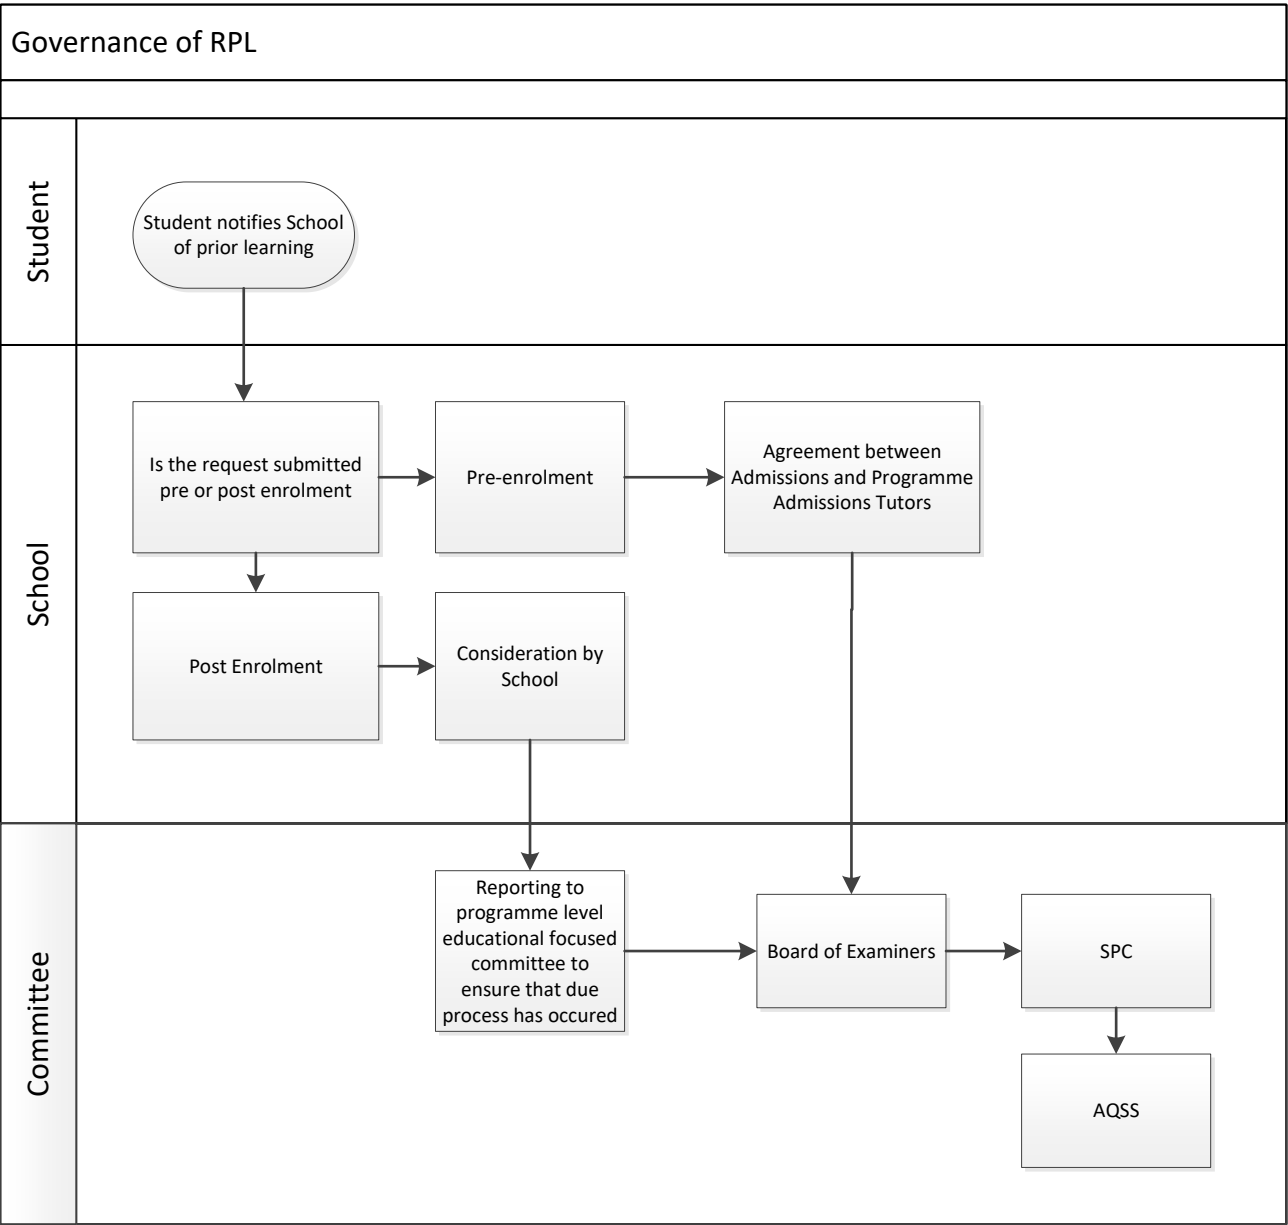 Governance of RPL
Student
Student notifies School
of prior learning
School
Is the request submitted
pre or post enrolment
Pre-enrolment
Agreement between
Admissions and Programme
Admissions Tutors
Post Enrolment
Consideration by
School
Committee
Reporting to
programme level
educational focused
committee to
ensure that due
process has occured
Board of Examiners
SPC
AQSS